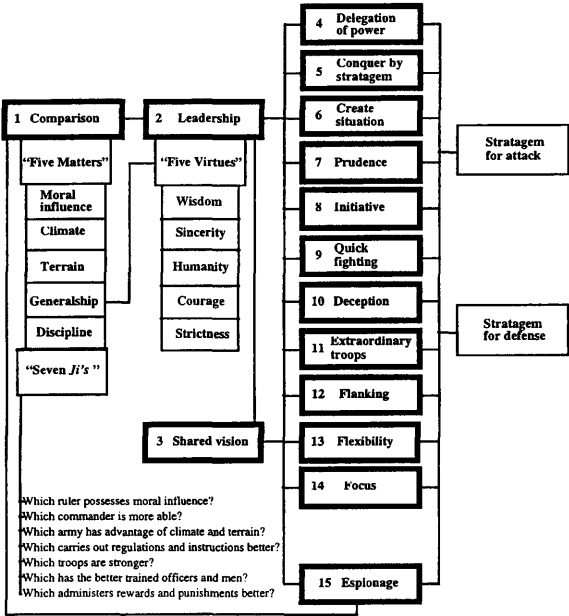 1 Comparison
"Five Matters"
Moral
influence
Climate
Terrain
Generalship
Discipline
"Seven Ji's"
2 Leadership
"Five Virtues"
Wisdom
Sincerity
Humanity
Courage
Strictness
3 Shared vision
4 Delegation
of power
5 Conquer by
stratagem
6 Create
situation
7 Prudence
8 Initiative
9 Quick
fighting
10 Deception
11 Extraordinary
troops
12 Flanking
13 Flexibility
14 Focus
15 Espionage
Stratagem
for attack
Stratagem
for defense
Which ruler possesses moral influence?
Which commander is more able?
Which army has advantage of climate and terrain?
Which carries out regulations and instructions better?
Which troops are stronger?
Which has the better trained officers and men?
Which administers rewards and punishments better?